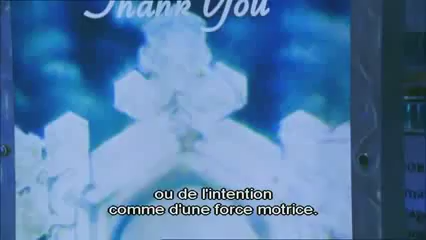 Thank You
ou de l'intention
comme d'une force motrice.